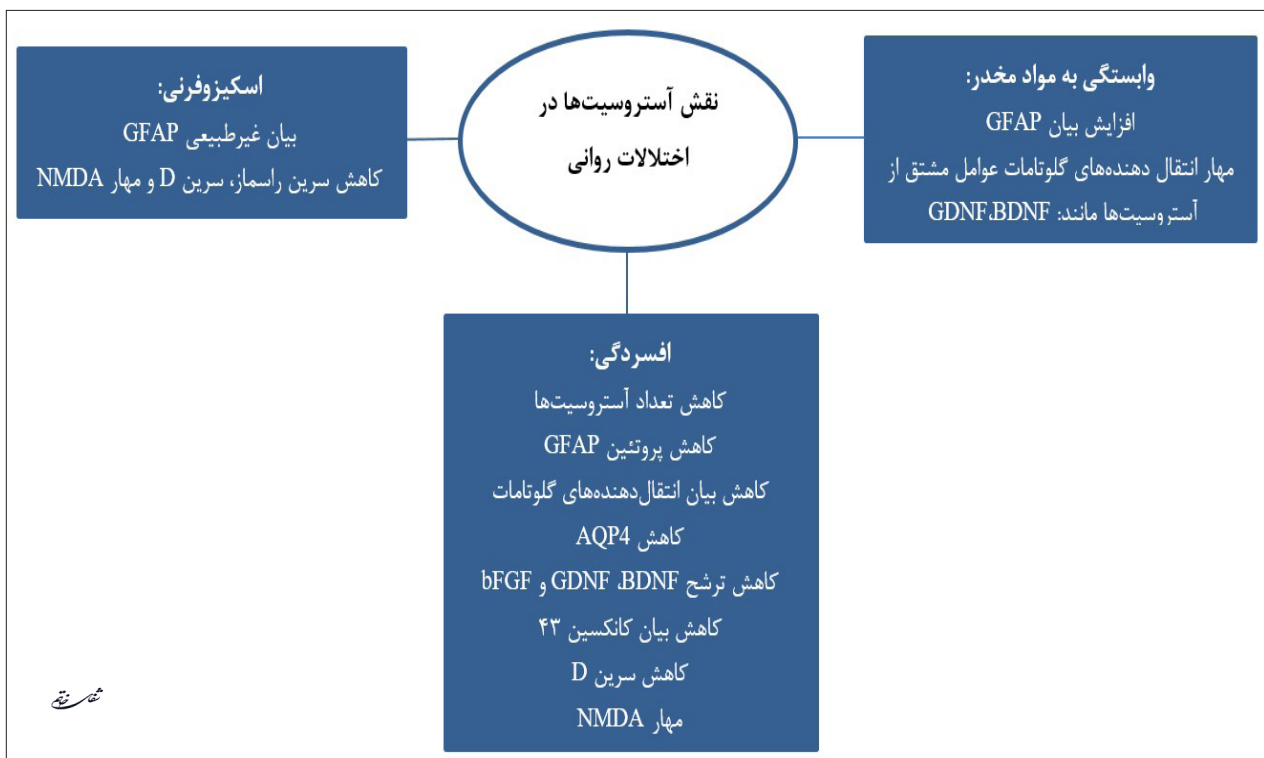 نقش آستروسیت‌ها در
اختلالات روانی
وابستگی به مواد مخدر:
افزایش بیان GFAP
مهار انتقال دهنده‌های گلوتامات عوامل مشتق از
آستروسیت‌ها مانند: GDNF،BDNF
اسکیزوفرنی:
بیان غیرطبیعی GFAP
کاهش سرین راسماز، سرین D و مهار NMDA
افسردگی:
کاهش تعداد آستروسیت‌ها
کاهش پروتئین GFAP
کاهش بیان انتقال‌دهنده‌های گلوتامات
کاهش AQP4
کاهش ترشح GDNF ،BDNF و bFGF
کاهش بیان کانکسین ۴۳
کاهش سرین D
مهار NMDA
شفای خاتم